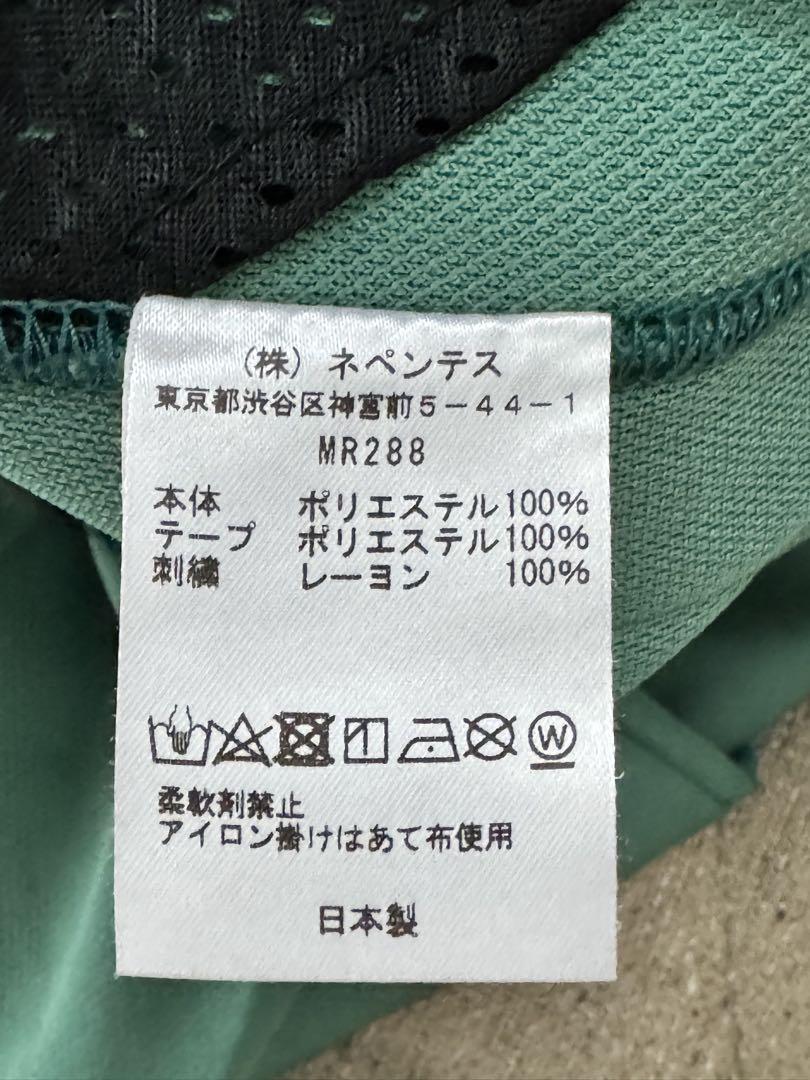 (株) ネペンテス
東京都渋谷区神宮前5-44-1
MR288
本体 ポリエステル100%
テープ ポリエステル100%
刺繍 レーヨン 100%
W
柔軟剤禁止
アイロン掛けはあて布使用
日本製